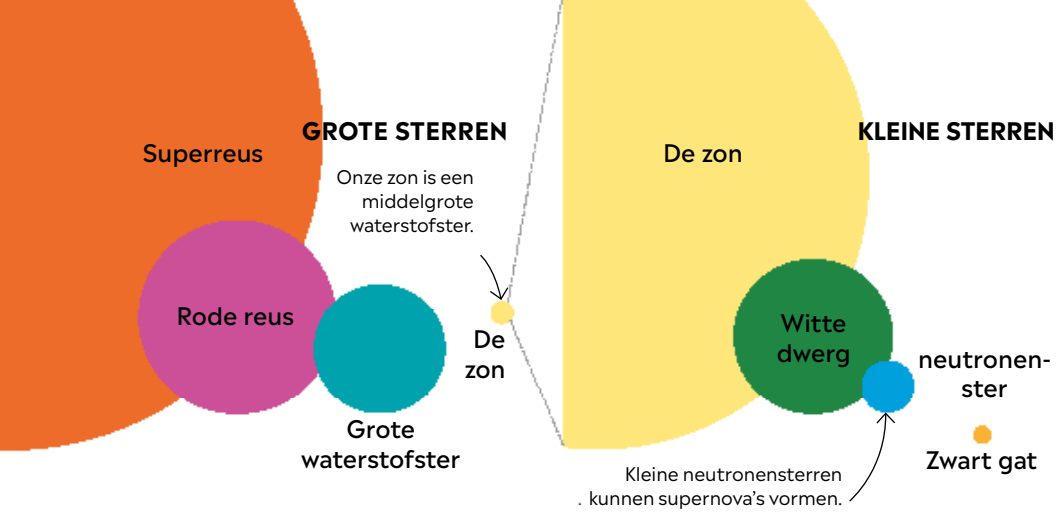 GROTE STERREN
Superreus
Onze zon is een
middelgrote
waterstofster.
Rode reus
De
zon
Grote
waterstofster
KLEINE STERREN
De zon
Witte
dwerg
neutronen-
ster
Zwart gat
Kleine neutronensterren
. kunnen supernova's vormen.